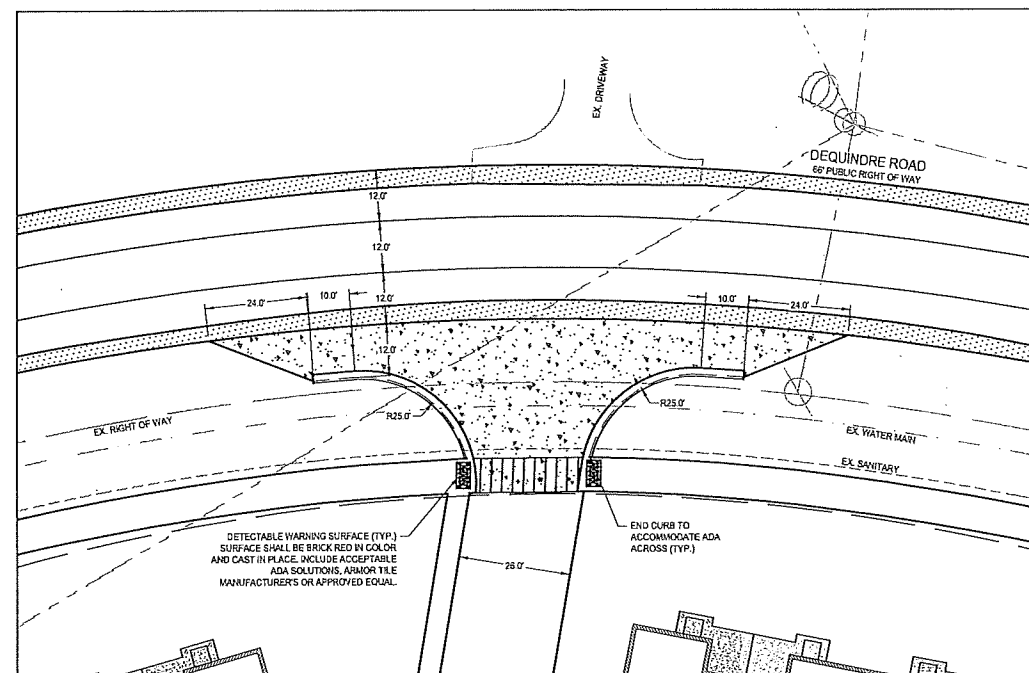 EX. DRIVEWAY
DEQUINDRE ROAD
66' PUBLIC RIGHT OF WAY
12.0'
12.0'
24.0'
10.0'
12.0'
10.0'
24.0'
12.0'
R25.0'
R25.0'
EX. RIGHT OF WAY
EX. WATER MAIN
EX. SANITARY
DETECTABLE WARNING SURFACE (TYP.)
SURFACE SHALL BE BRICK RED IN COLOR
AND CAST IN PLACE. INCLUDE ACCEPTABLE
ADA SOLUTIONS, ARMOR TILE
MANUFACTURER'S OR APPROVED EQUAL.
END CURB TO
ACCOMMODATE ADA
ACROSS (TYP.)
26.0'